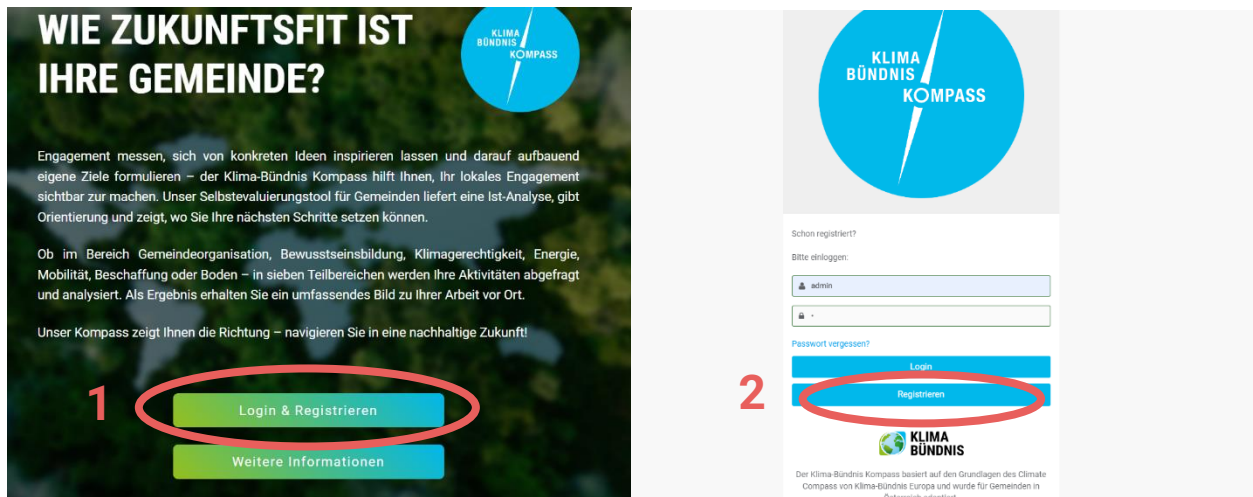 WIE ZUKUNFTSFIT IST
IHRE GEMEINDE?
KLIMA
BÜNDNIS
KOMPASS
Engagement messen, sich von konkreten Ideen inspirieren lassen und darauf aufbauend
eigene Ziele formulieren – der Klima-Bündnis Kompass hilft Ihnen, Ihr lokales Engagement
sichtbar zur machen. Unser Selbstevaluierungstool für Gemeinden liefert eine Ist-Analyse, gibt
Orientierung und zeigt, wo Sie Ihre nächsten Schritte setzen können.
Ob im Bereich Gemeindeorganisation, Bewusstseinsbildung, Klimagerechtigkeit, Energie,
Mobilität, Beschaffung oder Boden – in sieben Teilbereichen werden Ihre Aktivitäten abgefragt
und analysiert. Als Ergebnis erhalten Sie ein umfassendes Bild zu Ihrer Arbeit vor Ort.
Unser Kompass zeigt Ihnen die Richtung – navigieren Sie in eine nachhaltige Zukunft!
1
Login & Registrieren
Weitere Informationen
KLIMA
BÜNDNIS
KOMPASS
Schon registriert?
Bitte einloggen:
admin
Passwort vergessen?
Login
2
Registrieren
KLIMA
BÜNDNIS
Der Klima-Bündnis Kompass basiert auf den Grundlagen des Climate
Compass von Klima-Bündnis Europa und wurde für Gemeinden in